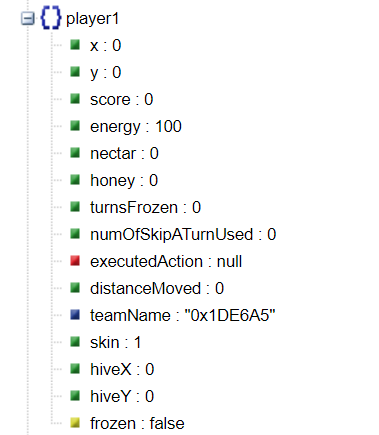 player1
x : 0
y : 0
score : 0
energy : 100
nectar : 0
honey : 0
turnsFrozen : 0
numOfSkipATurnUsed : 0
executedAction : null
distanceMoved : 0
teamName : "0x1DE6A5"
skin : 1
hiveX : 0
hiveY : 0
frozen : false